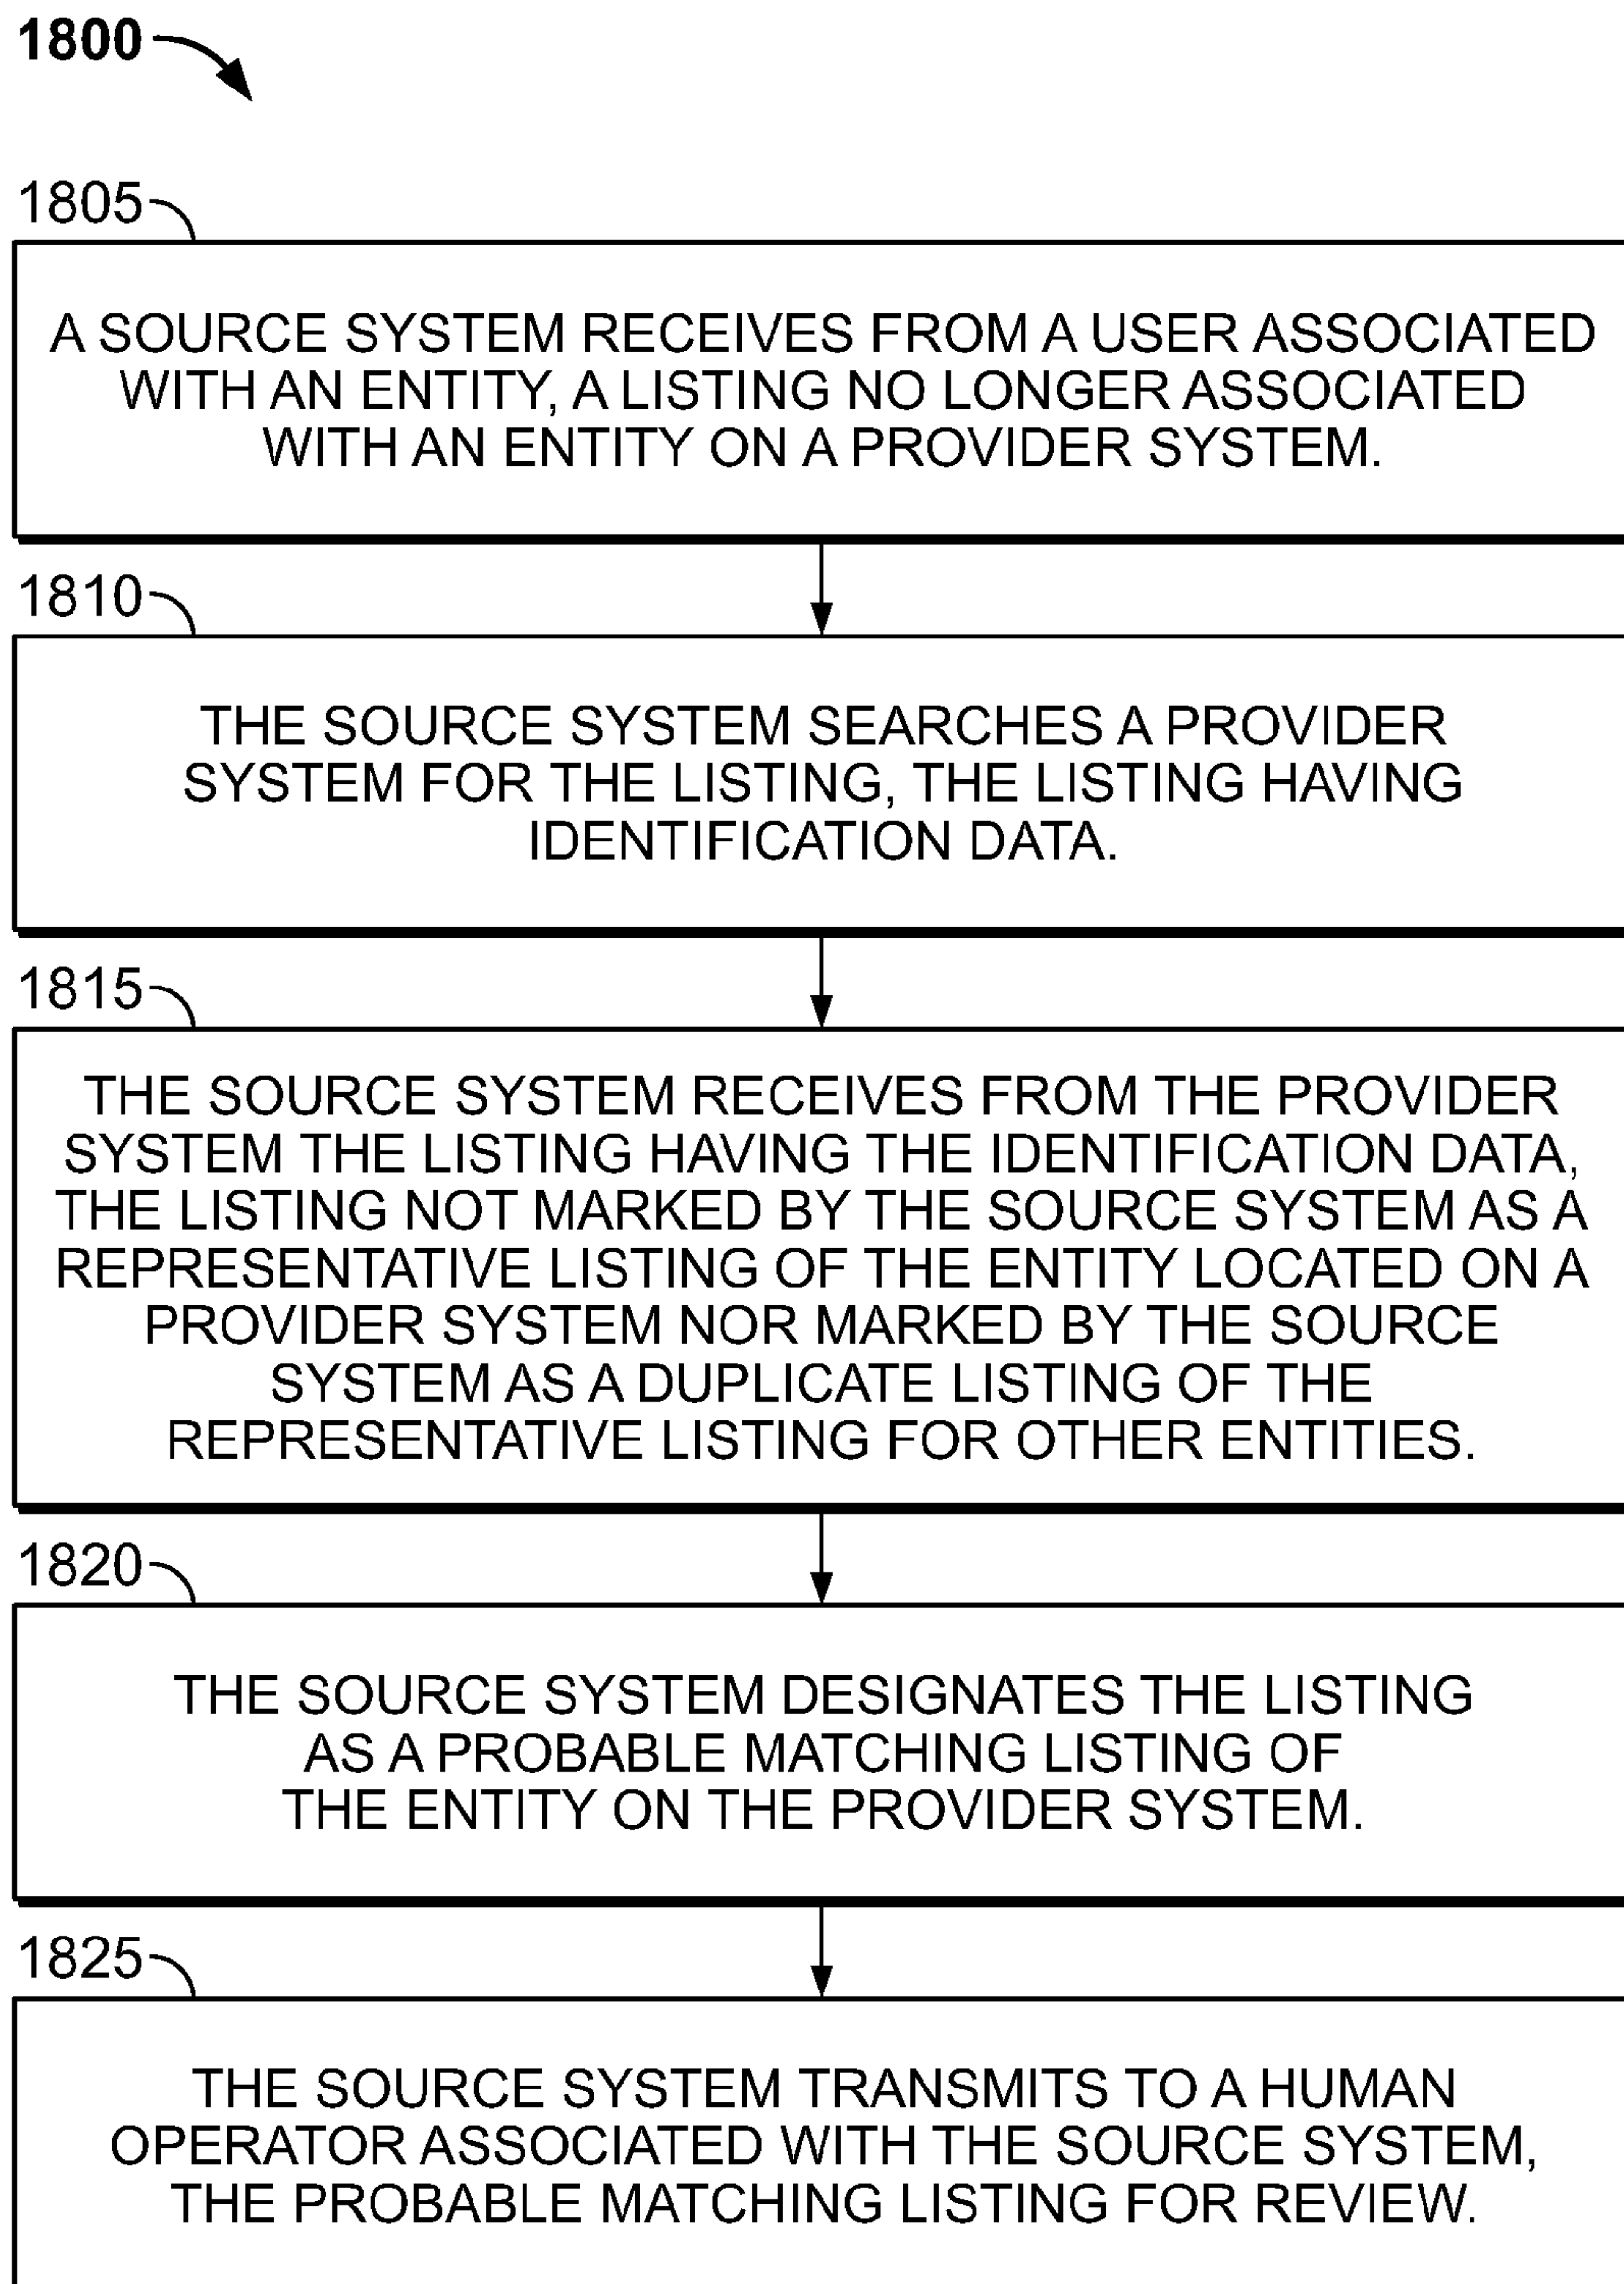 1800
1805
A SOURCE SYSTEM RECEIVES FROM A USER ASSOCIATED
WITH AN ENTITY, A LISTING NO LONGER ASSOCIATED
WITH AN ENTITY ON A PROVIDER SYSTEM.
1810
THE SOURCE SYSTEM SEARCHES A PROVIDER
SYSTEM FOR THE LISTING, THE LISTING HAVING
IDENTIFICATION DATA.
1815
THE SOURCE SYSTEM RECEIVES FROM THE PROVIDER
SYSTEM THE LISTING HAVING THE IDENTIFICATION DATA,
THE LISTING NOT MARKED BY THE SOURCE SYSTEM AS A
REPRESENTATIVE LISTING OF THE ENTITY LOCATED ON A
PROVIDER SYSTEM NOR MARKED BY THE SOURCE
SYSTEM AS A DUPLICATE LISTING OF THE
REPRESENTATIVE LISTING FOR OTHER ENTITIES.
1820
THE SOURCE SYSTEM DESIGNATES THE LISTING
AS A PROBABLE MATCHING LISTING OF
THE ENTITY ON THE PROVIDER SYSTEM.
1825
THE SOURCE SYSTEM TRANSMITS TO A HUMAN
OPERATOR ASSOCIATED WITH THE SOURCE SYSTEM,
THE PROBABLE MATCHING LISTING FOR REVIEW.